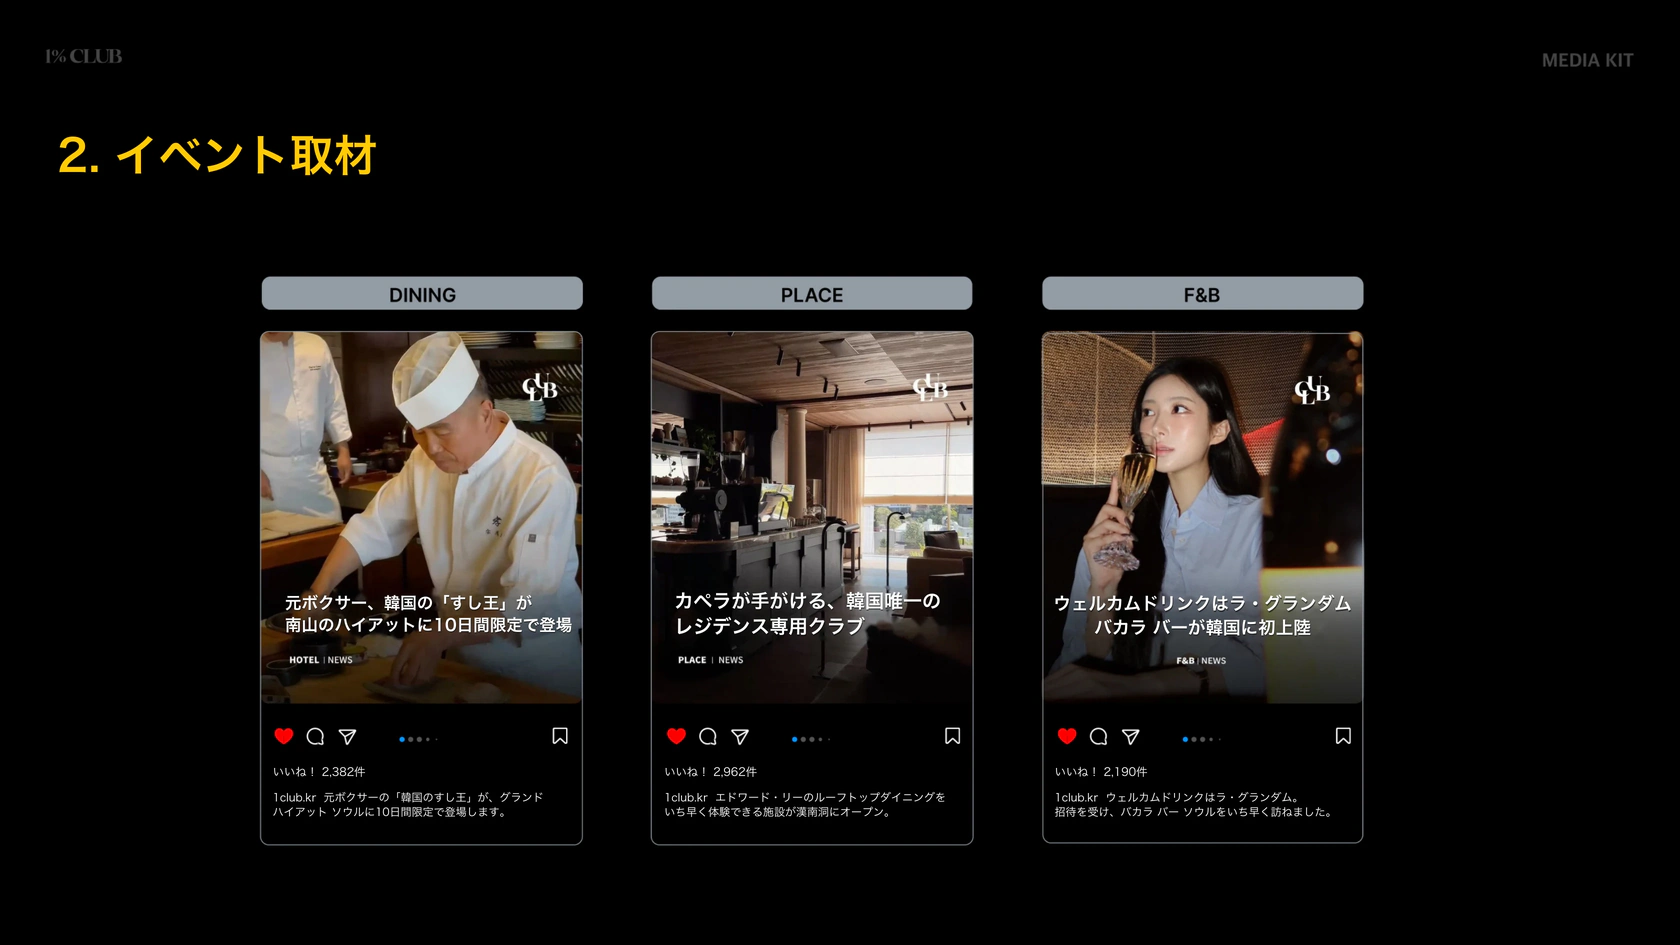 1% CLUB
MEDIA KIT
2. イベント取材
DINING
CLUB
元ボクサー、韓国の「すし王」が
南山のハイアットに10日間限定で登場
HOTEL | NEWS
いいね！ 2,382件
1club.kr 元ボクサーの「韓国のすし王」が、グランド
ハイアット ソウルに10日間限定で登場します。
PLACE
CLUB
カペラが手がける、韓国唯一の
レジデンス専用クラブ
PLACE | NEWS
いいね！ 2,962件
1club.kr エドワード・リーのルーフトップダイニングを
いち早く体験できる施設が漢南洞にオープン。
F&B
CLUB
ウェルカムドリンクはラ・グランダム
バカラ バーが韓国に初上陸
F&B | NEWS
いいね！ 2,190件
1club.kr ウェルカムドリンクはラ・グランダム。
招待を受け、バカラ バー ソウルをいち早く訪ねました。